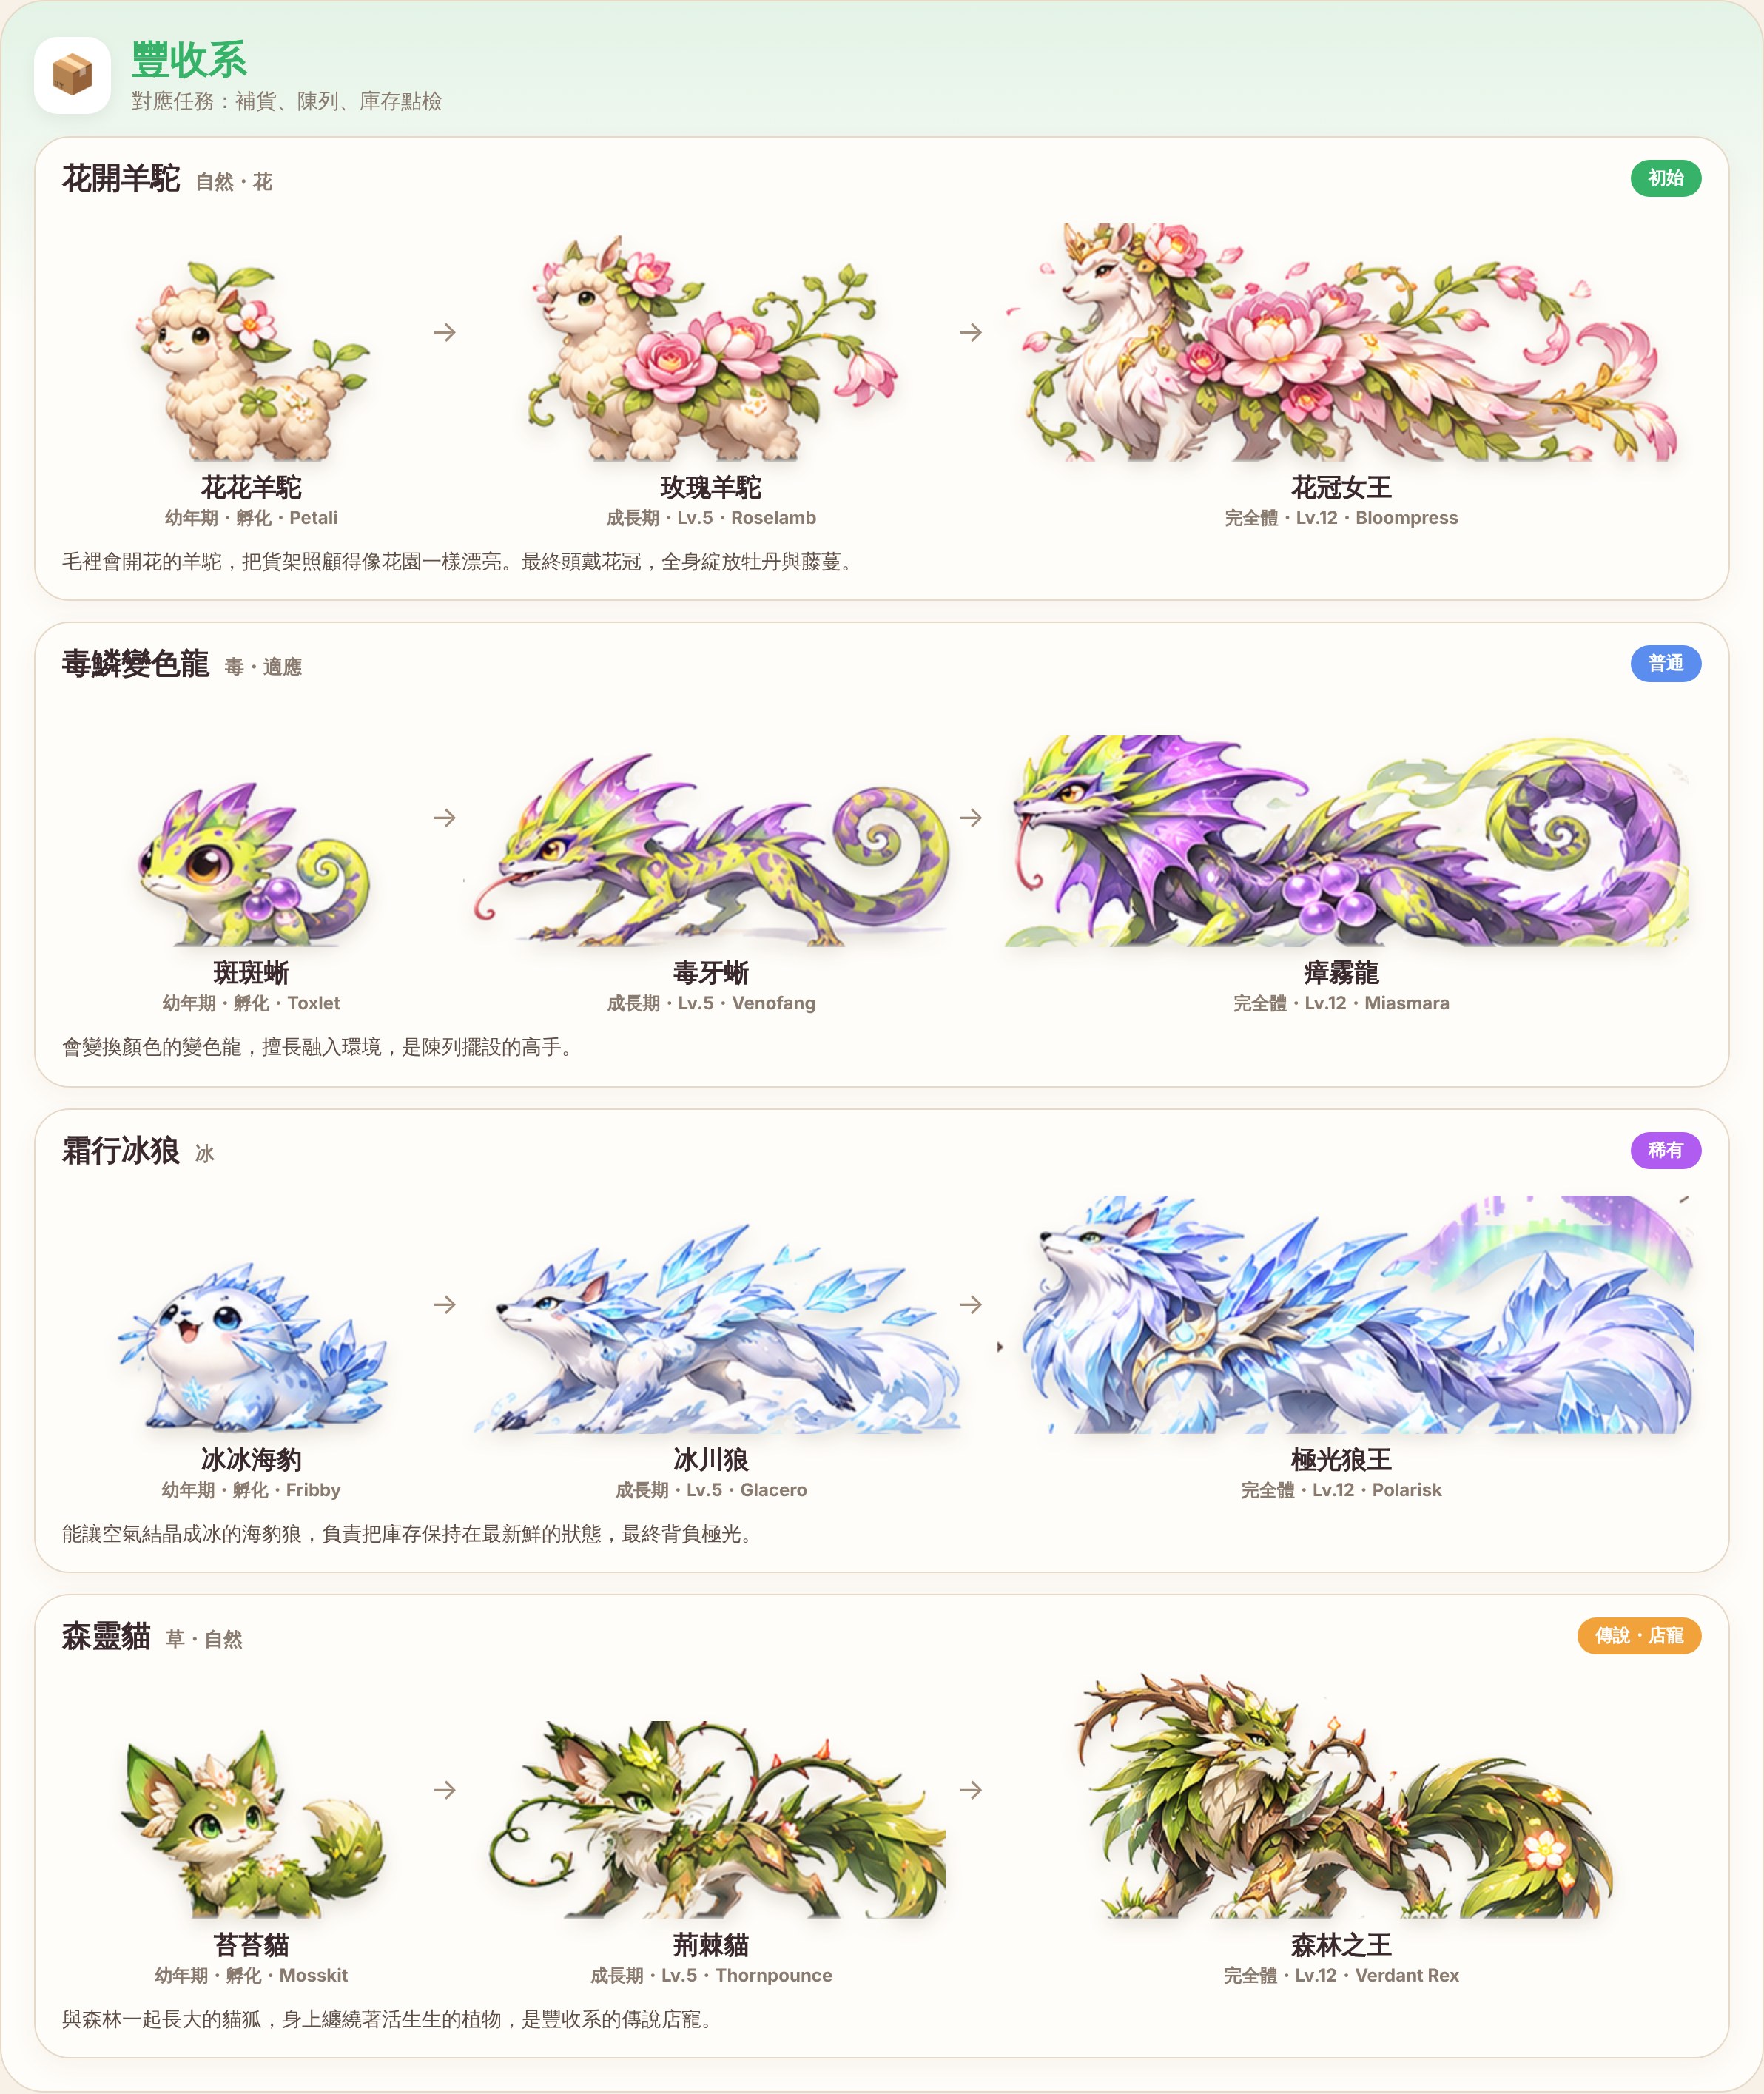 豐收系
對應任務：補貨、陳列、庫存點檢
花開羊駝 自然・花 初始
→ →
花花羊駝 玫瑰羊駝 花冠女王
幼年期・孵化・Petali 成長期・Lv.5・Roselamb 完全體・Lv.12・Bloompress
毛裡會開花的羊駝，把貨架照顧得像花園一樣漂亮。最終頭戴花冠，全身綻放牡丹與藤蔓。
毒鱗變色龍 毒・適應 普通
→ →
斑斑蜥 毒牙蜥 瘴霧龍
幼年期・孵化・Toxlet 成長期・Lv.5・Venofang 完全體・Lv.12・Miasmara
會變換顏色的變色龍，擅長融入環境，是陳列擺設的高手。
霜行冰狼 冰 稀有
→ →
冰冰海豹 冰川狼 極光狼王
幼年期・孵化・Fribby 成長期・Lv.5・Glacero 完全體・Lv.12・Polarisk
能讓空氣結晶成冰的海豹狼，負責把庫存保持在最新鮮的狀態，最終背負極光。
森靈貓 草・自然 傳說・店寵
→ →
苔苔貓 荊棘貓 森林之王
幼年期・孵化・Mosskit 成長期・Lv.5・Thornpounce 完全體・Lv.12・Verdant Rex
與森林一起長大的貓狐，身上纏繞著活生生的植物，是豐收系的傳說店寵。